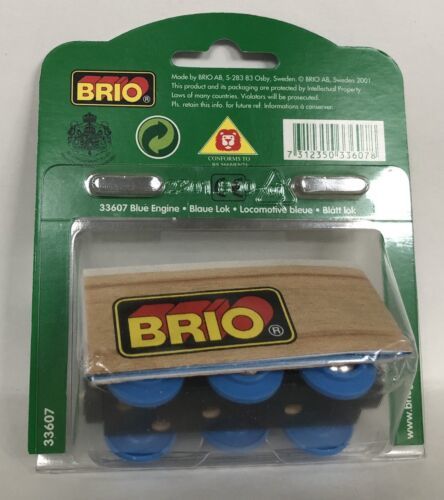 BRIO®
Made by BRIO AB, S-283 83 Osby, Sweden. © BRIO AB, Sweden 2001.
This product and its packaging are protected by Intellectual Property
Laws of many countries. Violators will be prosecuted.
Pls. retain this info. for future ref. Informations à conserver.
CONFORMS TO
7 312350 336078
33607 Blue Engine • Blaue Lok • Locomotive bleue • Blått lok
BRIO®
33607